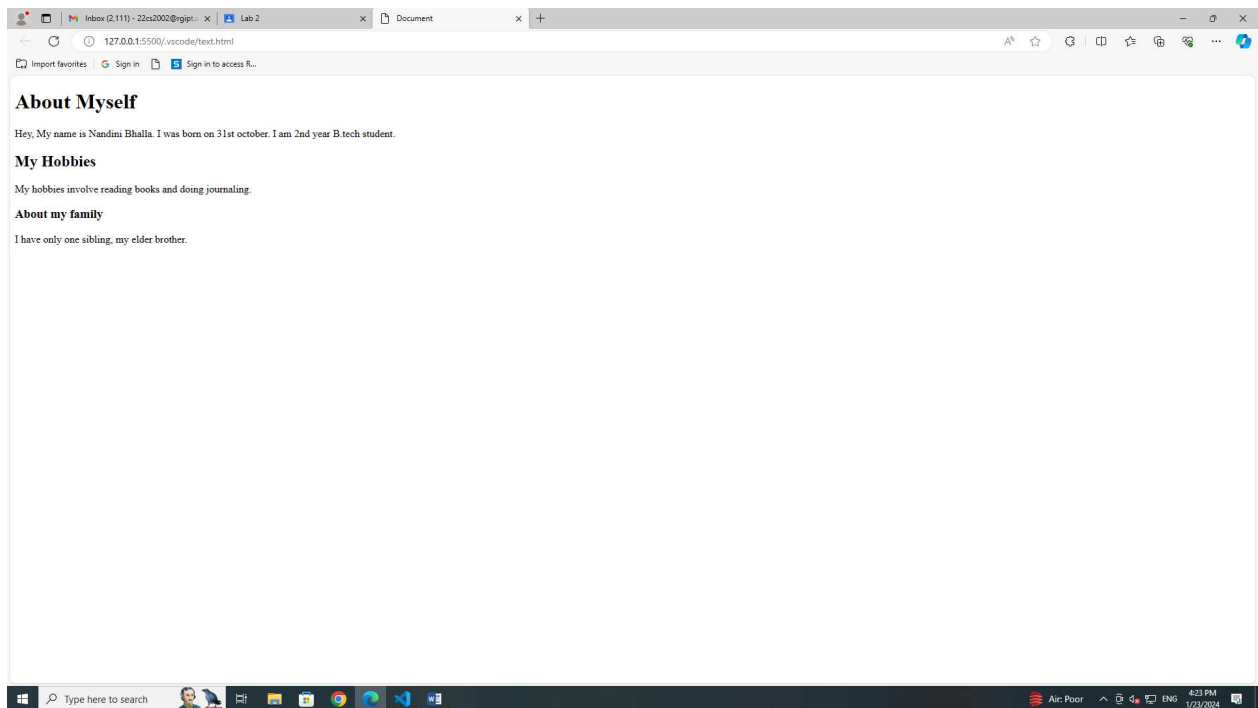 Inbox (2,111) - 22cs2002@rgipt.
Lab 2
Document
127.0.0.1:5500/.vscode/text.html
Import favorites
Sign in
Sign in to access R...
About Myself
Hey, My name is Nandini Bhalla. I was born on 31st october. I am 2nd year B.tech student.
My Hobbies
My hobbies involve reading books and doing journaling.
About my family
I have only one sibling, my elder brother.
Type here to search
Air: Poor
ENG
4:23 PM
1/23/2024